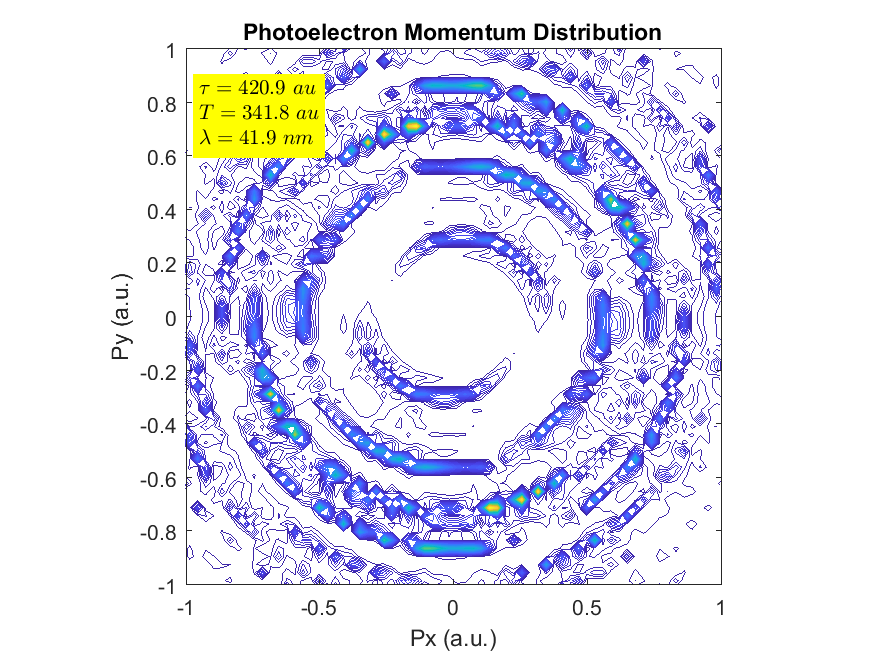 Photoelectron Momentum Distribution
τ = 420.9 au
T = 341.8 au
λ = 41.9 nm
1
0.8
0.6
0.4
0.2
0
-0.2
-0.4
-0.6
-0.8
-1
Py (a.u.)
-1 -0.5 0 0.5 1
Px (a.u.)